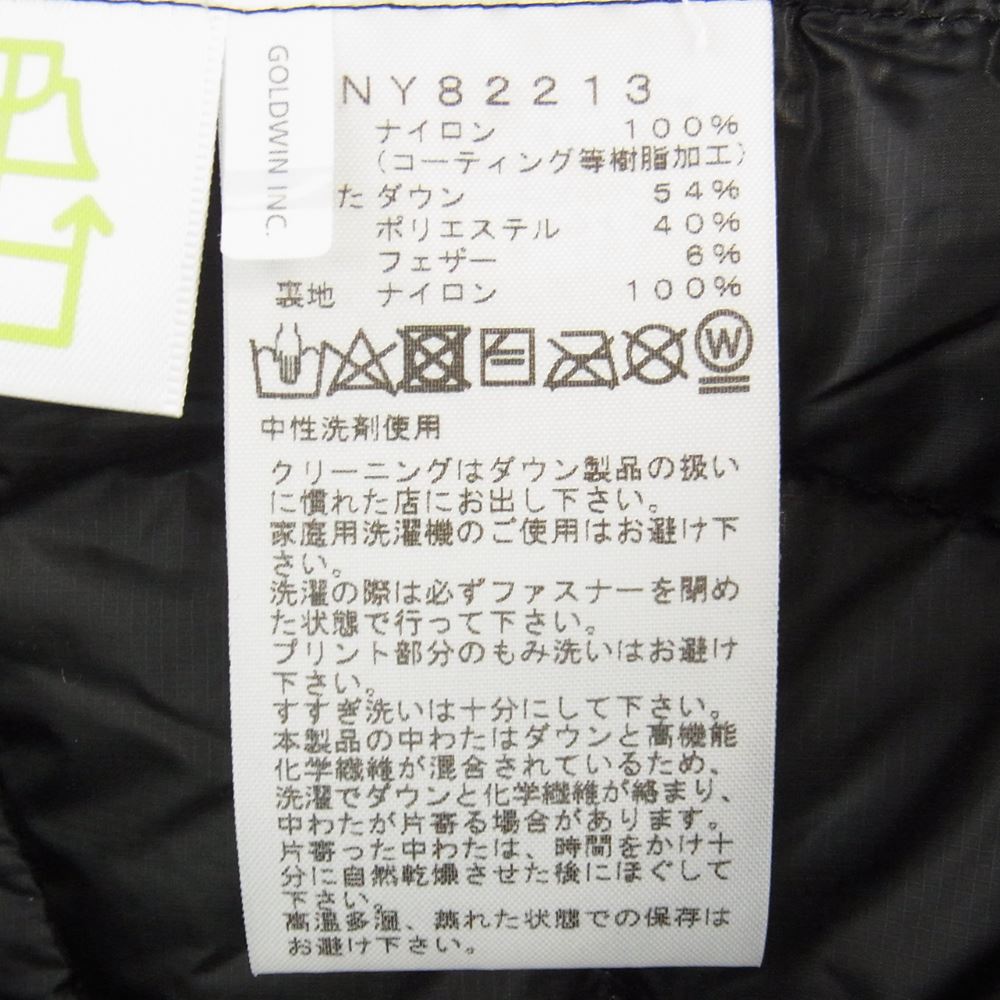 GOLDWIN INC.
NY82213
ナイロン 100%
(コーティング等樹脂加工)
た ダウン 54%
ポリエステル 40%
フェザー 6%
裏地 ナイロン 100%
W
中性洗剤使用
クリーニングはダウン製品の扱い
に慣れた店にお出し下さい。
家庭用洗濯機のご使用はお避け下
さい。
洗濯の際は必ずファスナーを閉め
た状態で行って下さい。
プリント部分のもみ洗いはお避け
下さい。
すすぎ洗いは十分にして下さい。
本製品の中わたはダウンと高機能
化学繊維が混合されているため、
洗濯でダウンと化学繊維が絡まり、
中わたが片寄る場合があります。
片寄った中わたは、時間をかけ十
分に自然乾燥させた後にほぐして
下さい。
高温多湿、蒸れた状態での保存は
お避け下さい。